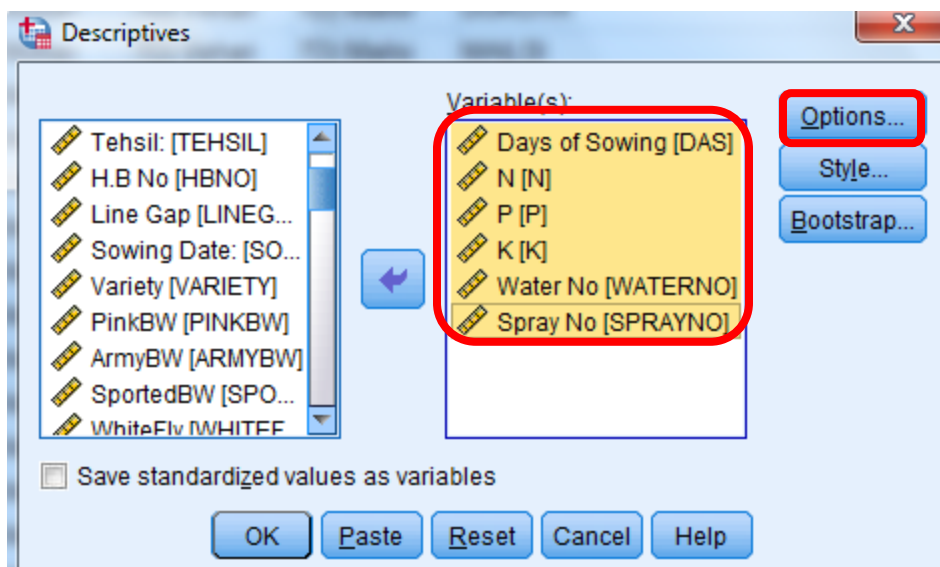 Descriptives
Variable(s):
Tehsil: [TEHSIL]
H.B No [HBNO]
Line Gap [LINEG...
Sowing Date: [SO...
Variety [VARIETY]
PinkBW [PINKBW]
ArmyBW [ARMYBW]
SportedBW [SPO...
WhiteFly [WHITEF...
Days of Sowing [DAS]
N [N]
P [P]
K [K]
Water No [WATERNO]
Spray No [SPRAYNO]
Options...
Style...
Bootstrap...
Save standardized values as variables
OK Paste Reset Cancel Help